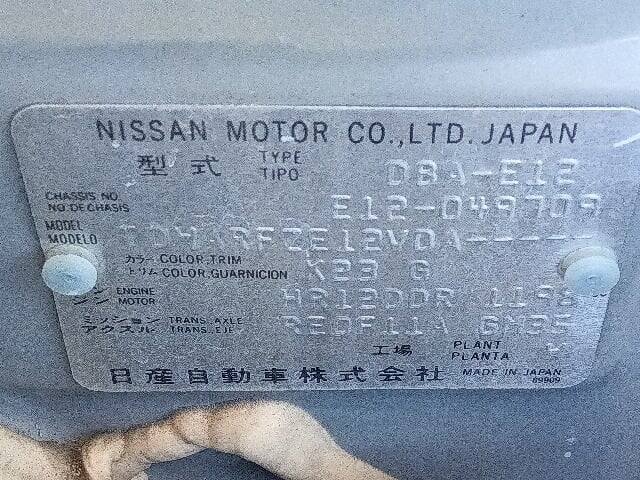 NISSAN MOTOR CO.,LTD. JAPAN
型式 TYPE TIPO DBA-E12
CHASSIS NO. NO. DE CHASIS E12-049709
MODEL MODELO
カラー COLOR,TRIM トリム COLOR,GUARNICION K23 G
ENGINE MOTOR HR12DDR
ミッション TRANS. AXLE アクスル TRANS. EJE RE0F11A GM35
工場 PLANT PLANTA
日産自動車株式会社 MADE IN JAPAN 89909